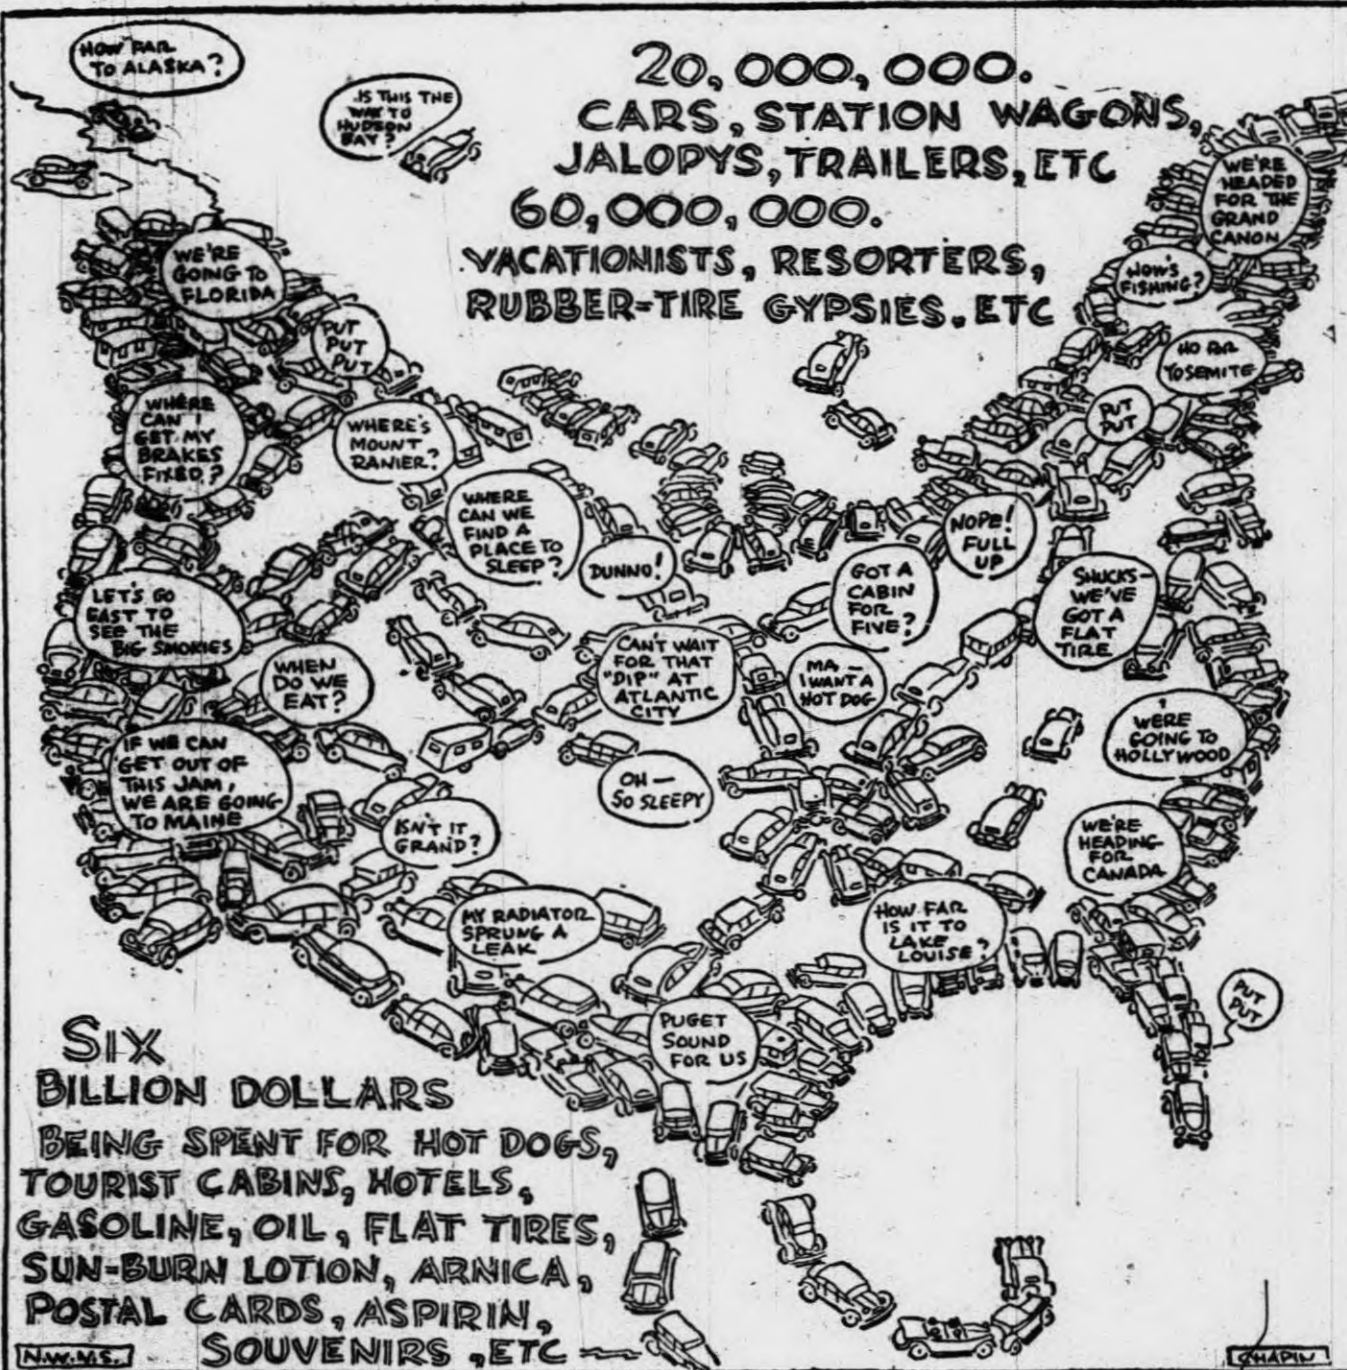 HOW FAR
TO ALASKA?
IS THIS THE
WAY TO
HUDSON
BAY?
20,000,000.
CARS, STATION WAGONS,
JALOPYS, TRAILERS, ETC
60,000,000.
VACATIONISTS, RESORTERS,
RUBBER-TIRE GYPSIES, ETC
WE'RE
HEADED
FOR THE
GRAND
CANON
WE'RE
GOING TO
FLORIDA
HOW'S
FISHING?
PUT
PUT
PUT
HO FAR
YOSEMITE
WHERE
CAN I
GET MY
BRAKES
FIXED?
WHERE'S
MOUNT
RANIER?
PUT
PUT
WHERE
CAN WE
FIND A
PLACE TO
SLEEP?
DUNNO!
NOPE!
FULL
UP
GOT A
CABIN
FOR
FIVE?
SHUCKS—
WE'VE
GOT A
FLAT
TIRE
LET'S GO
EAST TO
SEE THE
BIG SMOKIES
WHEN
DO WE
EAT?
CAN'T WAIT
FOR THAT
"DIP" AT
ATLANTIC
CITY
MA —
I WANT A
HOT DOG
WERE
GOING TO
HOLLYWOOD
IF WE CAN
GET OUT OF
THIS JAM,
WE ARE GOING
TO MAINE
OH —
SO SLEEPY
ISN'T IT
GRAND?
WE'RE
HEADING
FOR
CANADA
MY RADIATOR
SPRUNG A
LEAK
HOW FAR
IS IT TO
LAKE
LOUISE?
PUGET
SOUND
FOR US
PUT
PUT
SIX
BILLION DOLLARS
BEING SPENT FOR HOT DOGS,
TOURIST CABINS, HOTELS,
GASOLINE, OIL, FLAT TIRES,
SUN-BURN LOTION, ARNICA,
POSTAL CARDS, ASPIRIN,
SOUVENIRS, ETC
N.W.N.S.
CHAPIN